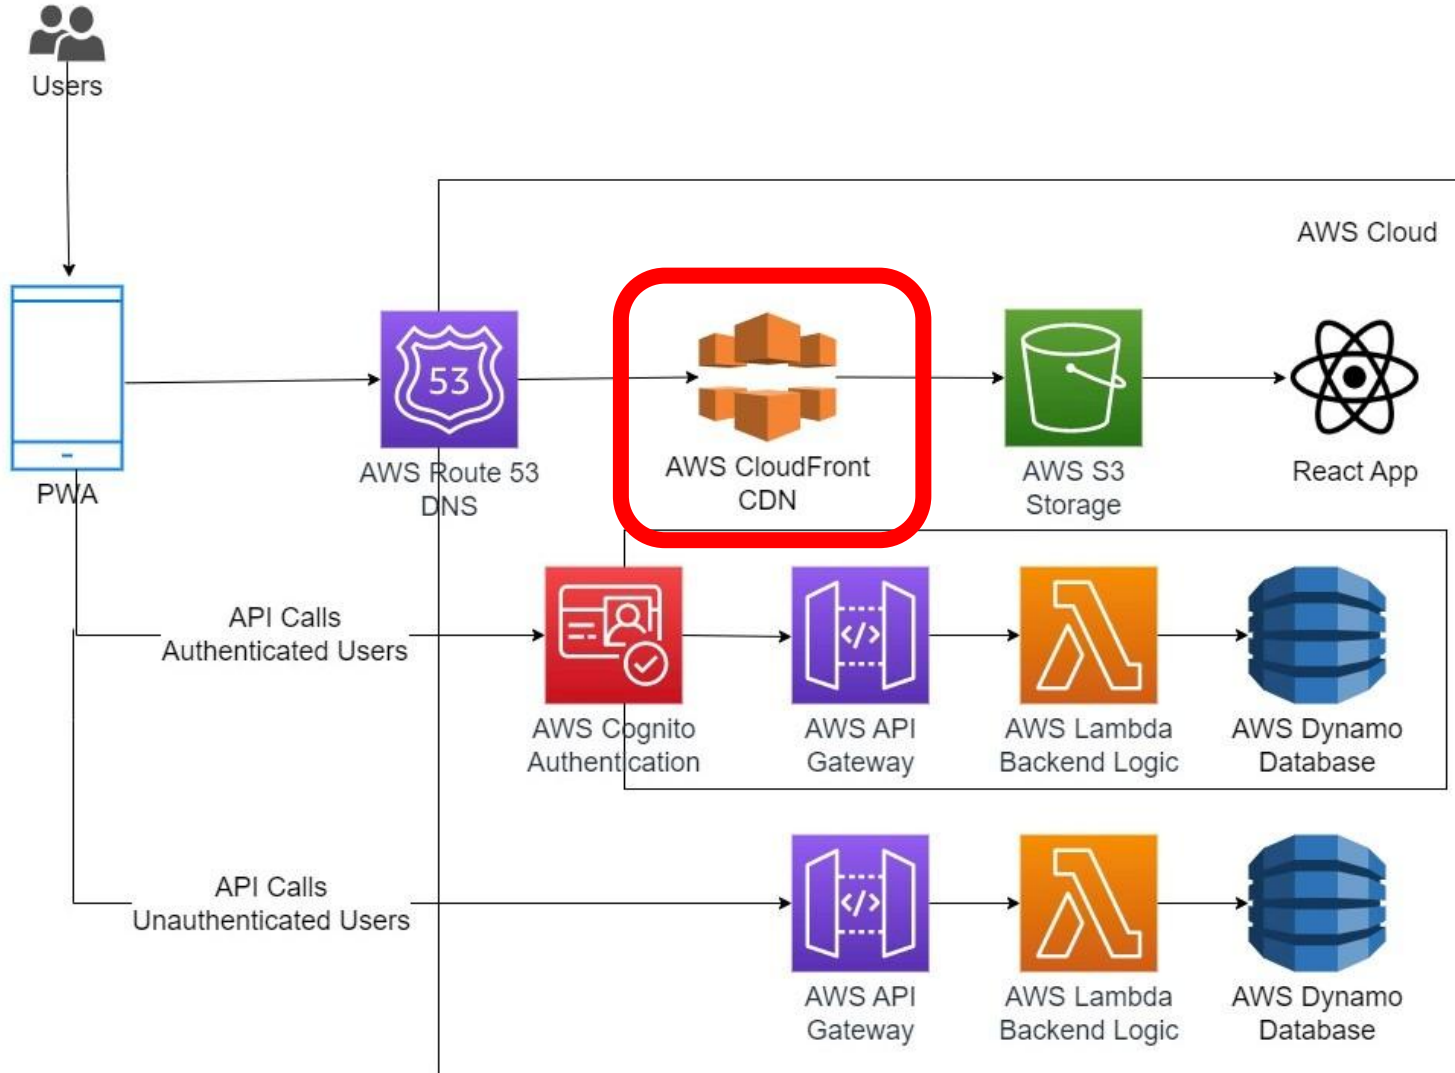 Users
AWS Cloud
53
PWA
AWS Route 53
DNS
AWS CloudFront
CDN
AWS S3
Storage
React App
API Calls
Authenticated Users
</>
AWS Cognito
Authentication
AWS API
Gateway
AWS Lambda
Backend Logic
AWS Dynamo
Database
API Calls
Unauthenticated Users
</>
AWS API
Gateway
AWS Lambda
Backend Logic
AWS Dynamo
Database